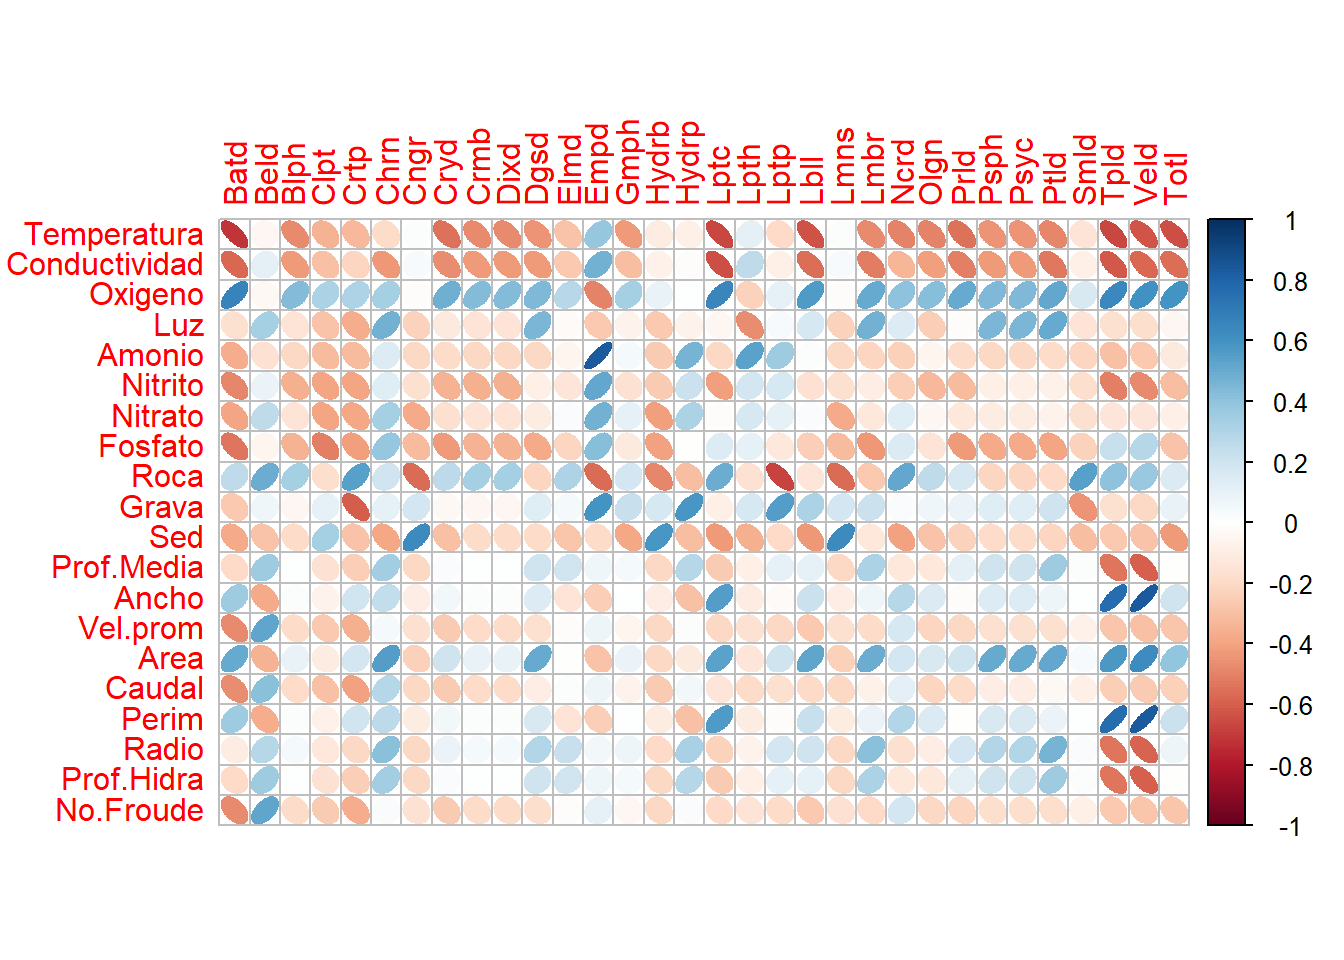 Batd Beld Blph Clpt Crtp Chrn Cngr Cryd Crmb Dixd Dgsd Elmd Empd Gmph Hydrb Hydrp Lptc Lpth Lptp Lbll Lmns Lmbr Ncrd Olgn Prld Psph Psyc Ptld Smld Tpld Veld Totl
Temperatura
Conductividad
Oxigeno
Luz
Amonio
Nitrito
Nitrato
Fosfato
Roca
Grava
Sed
Prof.Media
Ancho
Vel.prom
Area
Caudal
Perim
Radio
Prof.Hidra
No.Froude
1
0.8
0.6
0.4
0.2
0
-0.2
-0.4
-0.6
-0.8
-1